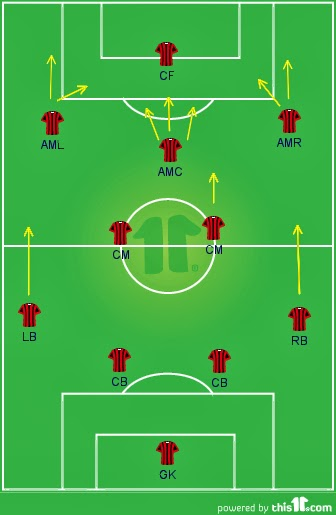 CF
AML
AMR
AMC
CM
CM
LB
RB
CB
CB
GK
powered by this11.com